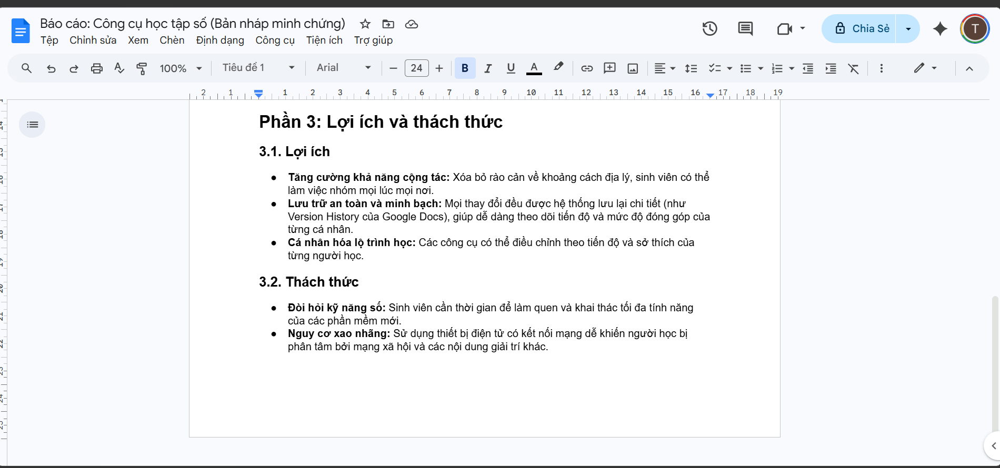 Báo cáo: Công cụ học tập số (Bản nháp minh chứng)
Tệp Chỉnh sửa Xem Chèn Định dạng Công cụ Tiện ích Trợ giúp
Chia Sẻ
T
100% Tiêu đề 1 Arial 24 B I U A
2 1 1 2 3 4 5 6 7 8 9 10 11 12 13 14 15 16 17 18 19
Phần 3: Lợi ích và thách thức
3.1. Lợi ích
● Tăng cường khả năng cộng tác: Xóa bỏ rào cản về khoảng cách địa lý, sinh viên có thể
làm việc nhóm mọi lúc mọi nơi.
● Lưu trữ an toàn và minh bạch: Mọi thay đổi đều được hệ thống lưu lại chi tiết (như
Version History của Google Docs), giúp dễ dàng theo dõi tiến độ và mức độ đóng góp của
từng cá nhân.
● Cá nhân hóa lộ trình học: Các công cụ có thể điều chỉnh theo tiến độ và sở thích của
từng người học.
3.2. Thách thức
● Đòi hỏi kỹ năng số: Sinh viên cần thời gian để làm quen và khai thác tối đa tính năng
của các phần mềm mới.
● Nguy cơ xao nhãng: Sử dụng thiết bị điện tử có kết nối mạng dễ khiến người học bị
phân tâm bởi mạng xã hội và các nội dung giải trí khác.